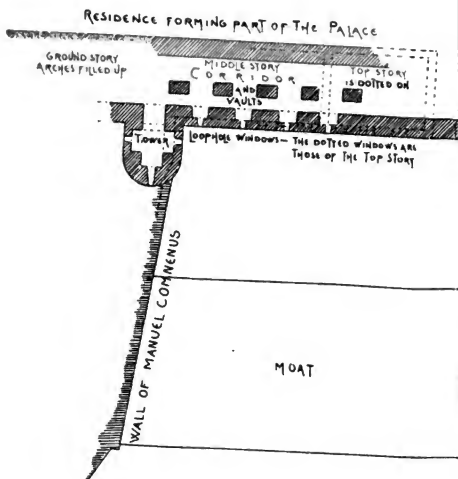 RESIDENCE FORMING PART OF THE PALACE
GROUND STORY
ARCHES FILLED UP
MIDDLE STORY
CORRIDOR
AND
VAULTS
TOP STORY
IS DOTTED ON
TOWER
LOOPHOLE WINDOWS — THE DOTTED WINDOWS ARE
THOSE OF THE TOP STORY
WALL OF MANUEL COMNENUS
MOAT